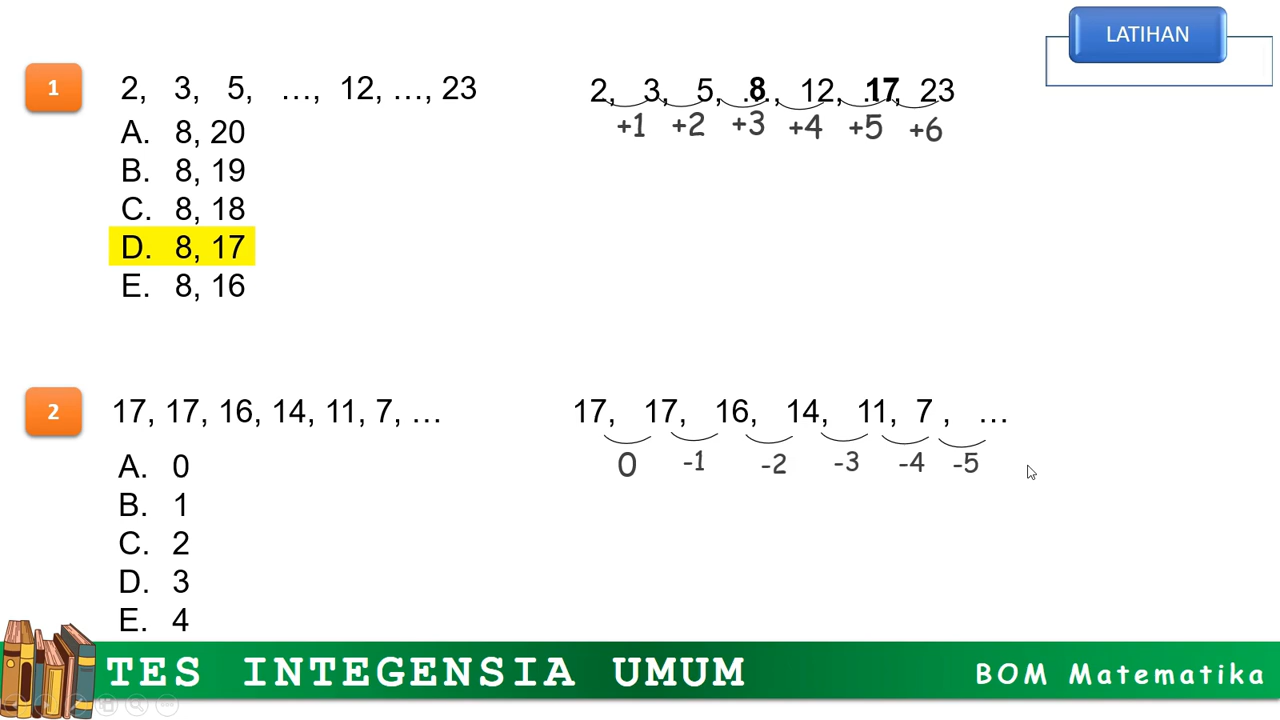 LATIHAN
1
2, 3, 5, …, 12, …, 23
A. 8, 20
B. 8, 19
C. 8, 18
D. 8, 17
E. 8, 16
2, 3, 5, 8, 12, 17, 23
+1 +2 +3 +4 +5 +6
2
17, 17, 16, 14, 11, 7, …
A. 0
B. 1
C. 2
D. 3
E. 4
17, 17, 16, 14, 11, 7 , …
0 -1 -2 -3 -4 -5
TES INTEGENSIA UMUM
BOM Matematika